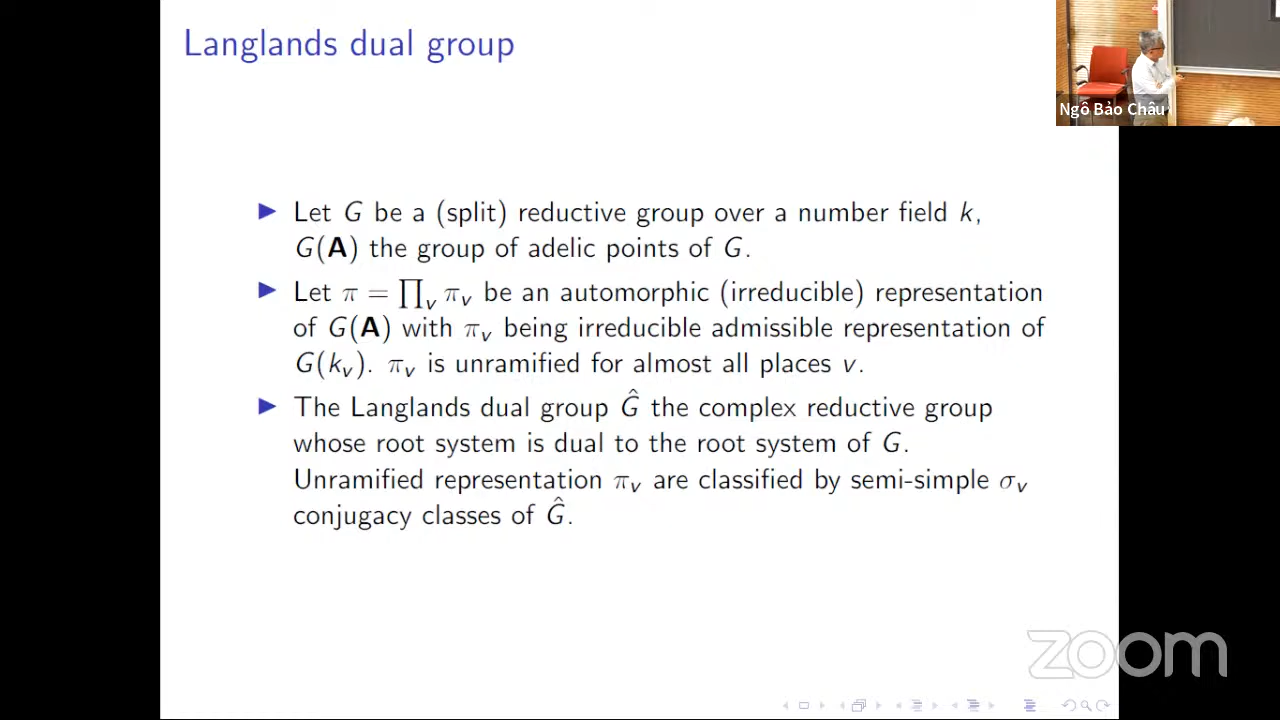 Langlands dual group
Ngô Bảo Châu
▶ Let G be a (split) reductive group over a number field k,
G(A) the group of adelic points of G.
▶ Let π = ∏_v π_v be an automorphic (irreducible) representation
of G(A) with π_v being irreducible admissible representation of
G(k_v). π_v is unramified for almost all places v.
▶ The Langlands dual group Ĝ the complex reductive group
whose root system is dual to the root system of G.
Unramified representation π_v are classified by semi-simple σ_v
conjugacy classes of Ĝ.
zoom